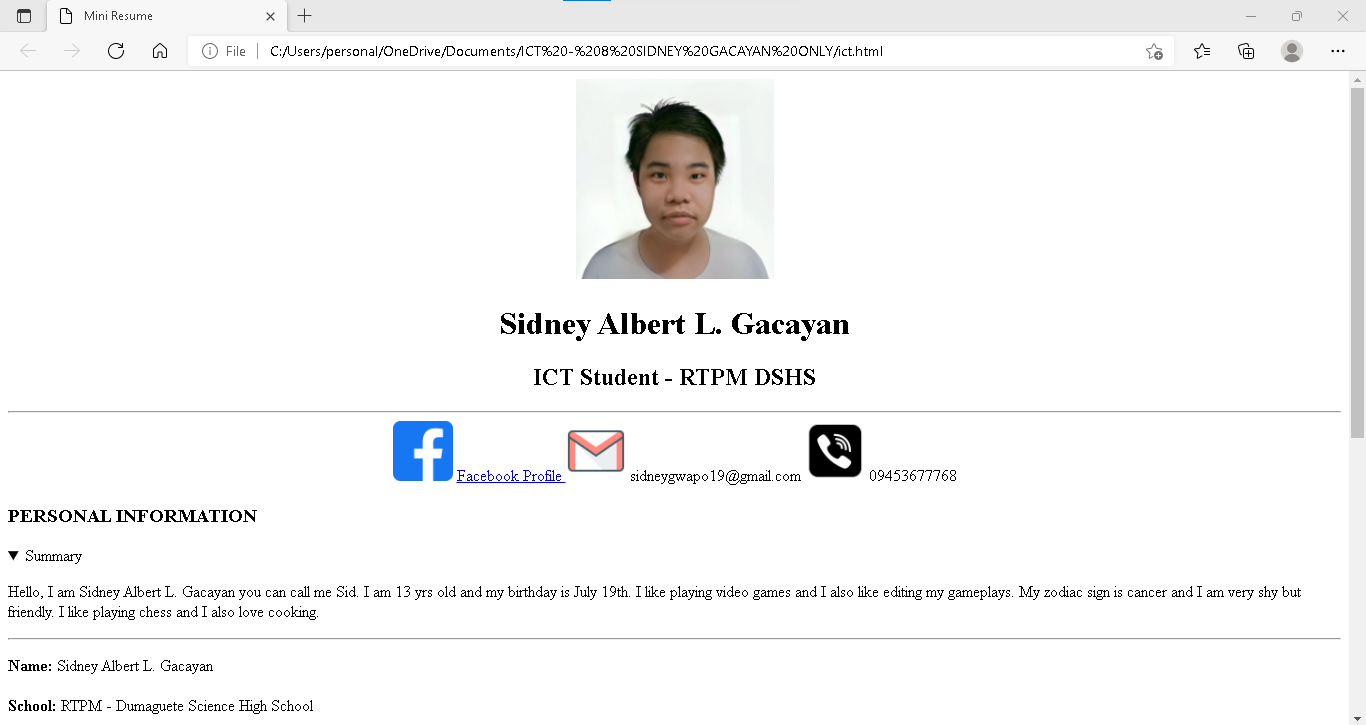 Mini Resume
File
C:/Users/personal/OneDrive/Documents/ICT%20-%208%20SIDNEY%20GACAYAN%20ONLY/ict.html
Sidney Albert L. Gacayan
ICT Student - RTPM DSHS
Facebook Profile sidneygwapo19@gmail.com 09453677768
PERSONAL INFORMATION
▼ Summary
Hello, I am Sidney Albert L. Gacayan you can call me Sid. I am 13 yrs old and my birthday is July 19th. I like playing video games and I also like editing my gameplays. My zodiac sign is cancer and I am very shy but
friendly. I like playing chess and I also love cooking.
Name: Sidney Albert L. Gacayan
School: RTPM - Dumaguete Science High School